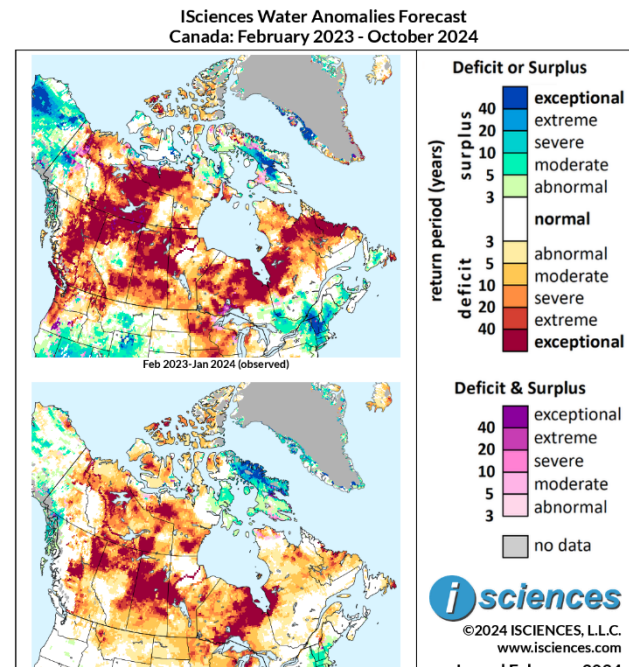 ISciences Water Anomalies Forecast
Canada: February 2023 - October 2024
Feb 2023-Jan 2024 (observed)
Deficit or Surplus
return period (years)
surplus
deficit
40
20
10
5
3
3
5
10
20
40
exceptional
extreme
severe
moderate
abnormal
normal
abnormal
moderate
severe
extreme
exceptional
Deficit & Surplus
40
20
10
5
3
exceptional
extreme
severe
moderate
abnormal
no data
i sciences
©2024 ISCIENCES, L.L.C.
www.isciences.com
2024